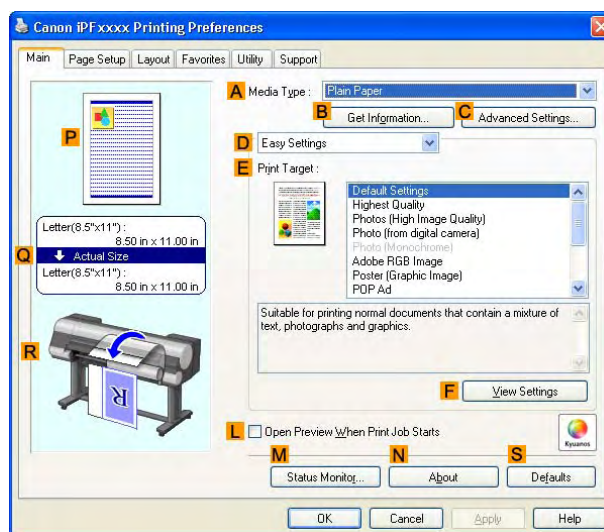 Canon iPFxxxx Printing Preferences
Main Page Setup Layout Favorites Utility Support
A Media Type : Plain Paper
B C
Get Information... Advanced Settings...
P
D Easy Settings
E Print Target :
Default Settings
Highest Quality
Photos (High Image Quality)
Photo (from digital camera)
Photo (Monochrome)
Adobe RGB Image
Poster (Graphic Image)
POP Ad
Letter(8.5"x11") :
8.50 in x 11.00 in
Q Actual Size
Letter(8.5"x11") :
8.50 in x 11.00 in
Suitable for printing normal documents that contain a mixture of
text, photographs and graphics.
R
R
F View Settings
L Open Preview When Print Job Starts
Kyuanos
M N S
Status Monitor... About Defaults
OK Cancel Apply Help